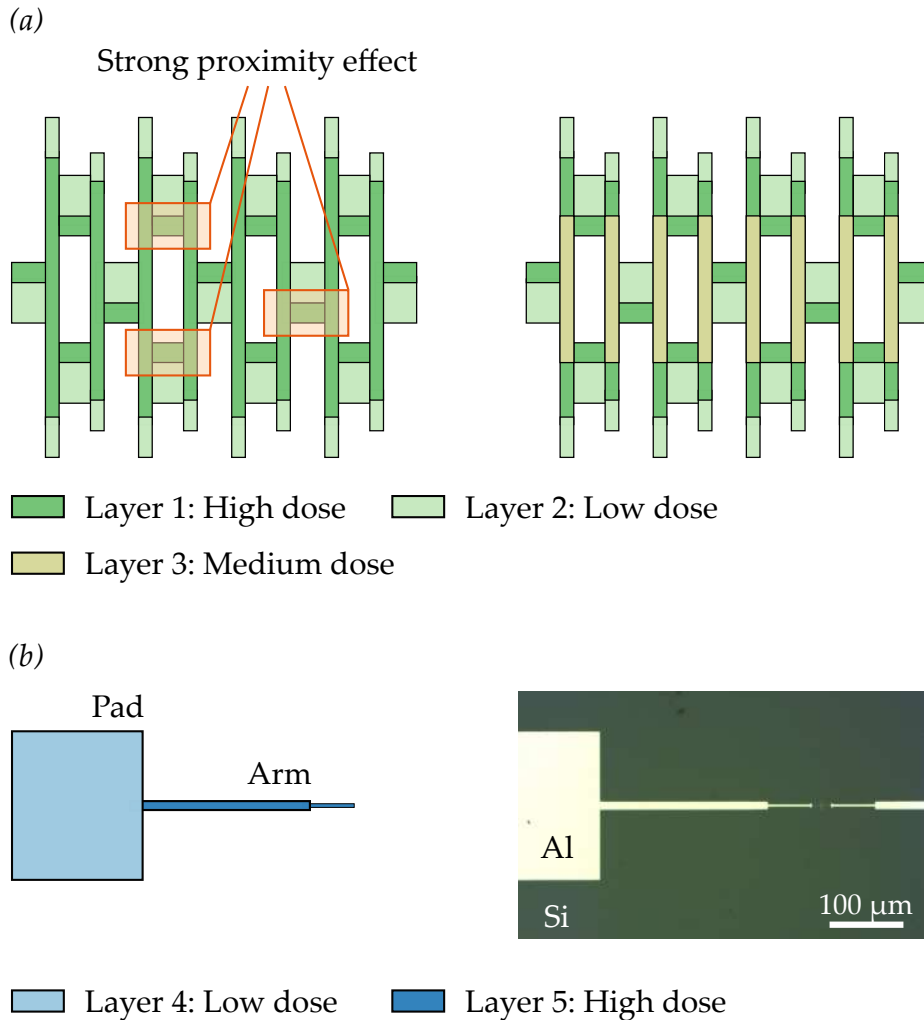 (a)
Strong proximity effect
Layer 1: High dose
Layer 2: Low dose
Layer 3: Medium dose
(b)
Pad
Arm
Al
Si
100 µm
Layer 4: Low dose
Layer 5: High dose